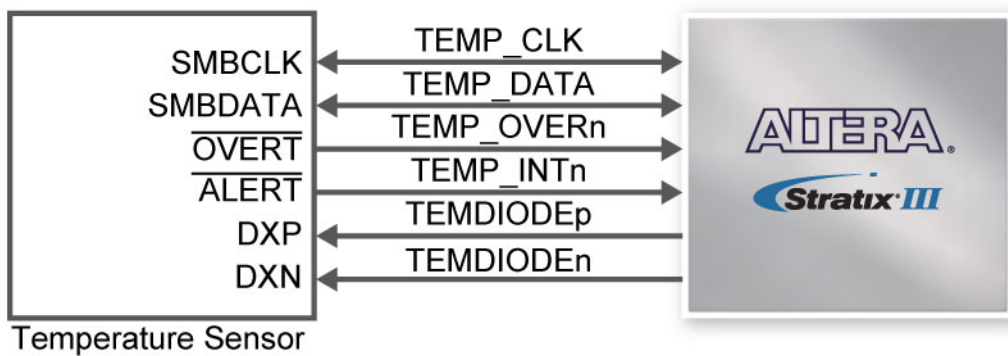 SMBCLK TEMP_CLK
SMBDATA TEMP_DATA
OVERT TEMP_OVERn
ALERT TEMP_INTn
DXP TEMDIODEp
DXN TEMDIODEn
ALTERA.
Stratix III
Temperature Sensor